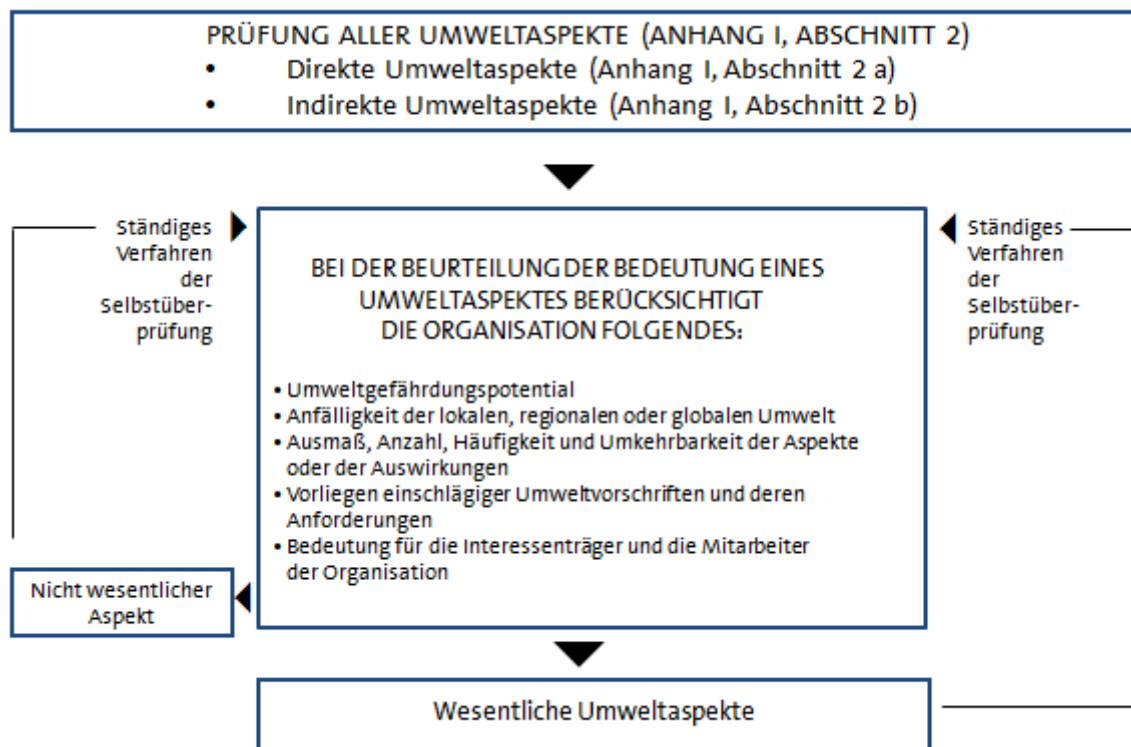 PRÜFUNG ALLER UMWELTASPEKTE (ANHANG I, ABSCHNITT 2)
• Direkte Umweltaspekte (Anhang I, Abschnitt 2 a)
• Indirekte Umweltaspekte (Anhang I, Abschnitt 2 b)
Ständiges
Verfahren
der
Selbstüber-
prüfung
BEI DER BEURTEILUNG DER BEDEUTUNG EINES
UMWELTASPEKTES BERÜCKSICHTIGT
DIE ORGANISATION FOLGENDES:
• Umweltgefährdungspotential
• Anfälligkeit der lokalen, regionalen oder globalen Umwelt
• Ausmaß, Anzahl, Häufigkeit und Umkehrbarkeit der Aspekte
oder der Auswirkungen
• Vorliegen einschlägiger Umweltvorschriften und deren
Anforderungen
• Bedeutung für die Interessenträger und die Mitarbeiter
der Organisation
Ständiges
Verfahren
der
Selbstüber-
prüfung
Nicht wesentlicher
Aspekt
Wesentliche Umweltaspekte